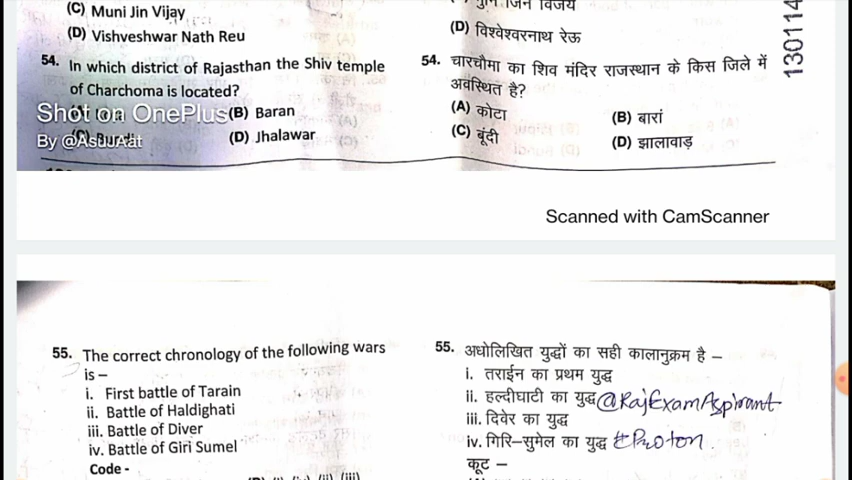 (C) Muni Jin Vijay
(D) Vishveshwar Nath Reu
54. In which district of Rajasthan the Shiv temple
of Charchoma is located?
(B) Baran
(D) Jhalawar
Shot on OnePlus
By @AsuJAat
(D) विश्वेश्वरनाथ रेऊ
54. चारचौमा का शिव मंदिर राजस्थान के किस जिले में
अवस्थित है?
(A) कोटा
(B) बारां
(C) बूंदी
(D) झालावाड़
130114
Scanned with CamScanner
55. The correct chronology of the following wars
is –
i. First battle of Tarain
ii. Battle of Haldighati
iii. Battle of Diver
iv. Battle of Giri Sumel
Code -
55. अधोलिखित युद्धों का सही कालानुक्रम है –
i. तराईन का प्रथम युद्ध
ii. हल्दीघाटी का युद्ध @RajExamAspirant
iii. दिवेर का युद्ध
iv. गिरि–सुमेल का युद्ध
कूट –